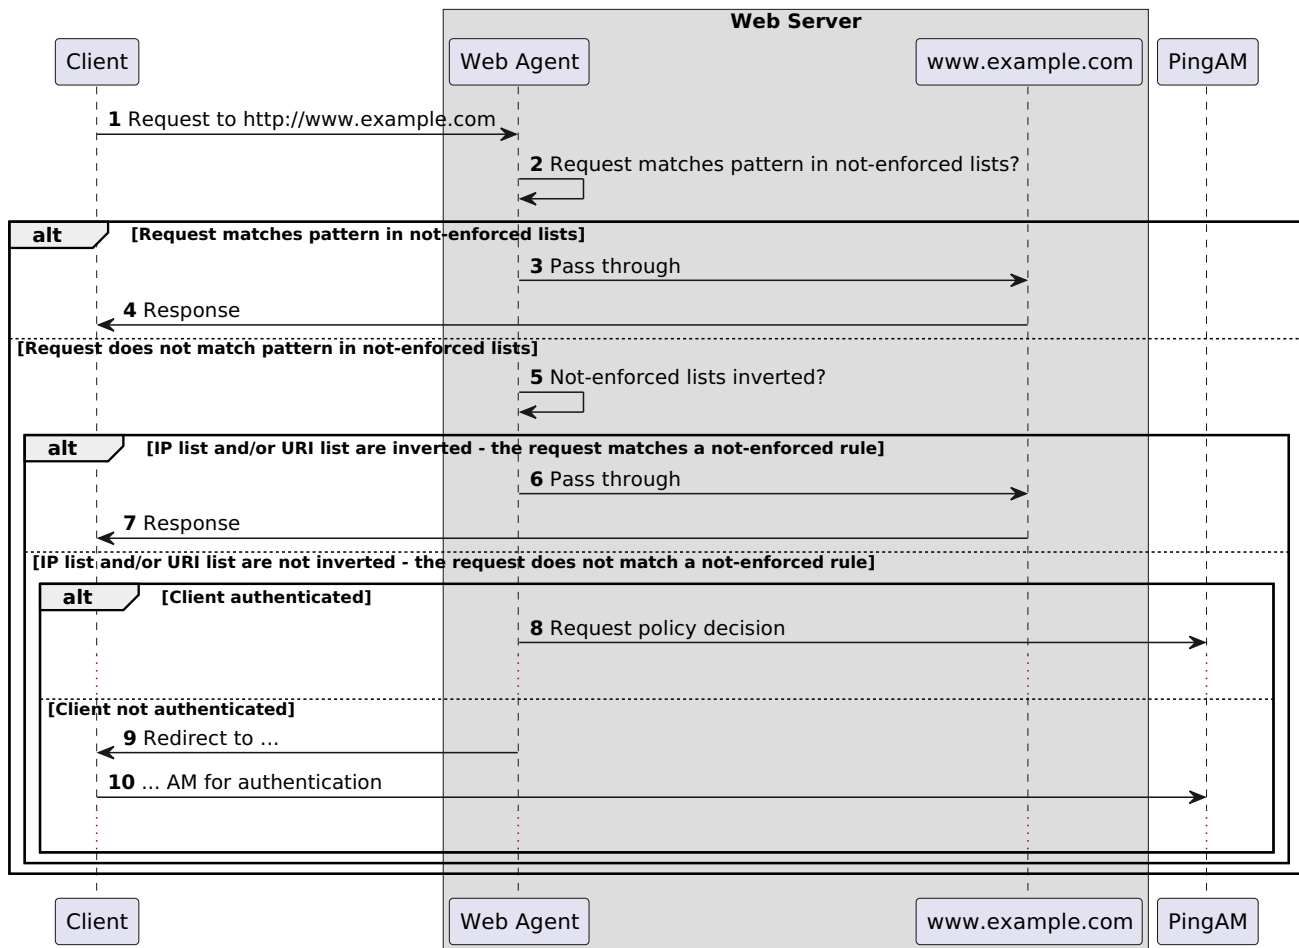 Web Server
Client
Web Agent
www.example.com
PingAM
1 Request to http://www.example.com
2 Request matches pattern in not-enforced lists?
alt [Request matches pattern in not-enforced lists]
3 Pass through
4 Response
[Request does not match pattern in not-enforced lists]
5 Not-enforced lists inverted?
alt [IP list and/or URI list are inverted - the request matches a not-enforced rule]
6 Pass through
7 Response
[IP list and/or URI list are not inverted - the request does not match a not-enforced rule]
alt [Client authenticated]
8 Request policy decision
[Client not authenticated]
9 Redirect to ...
10 ... AM for authentication
Client
Web Agent
www.example.com
PingAM